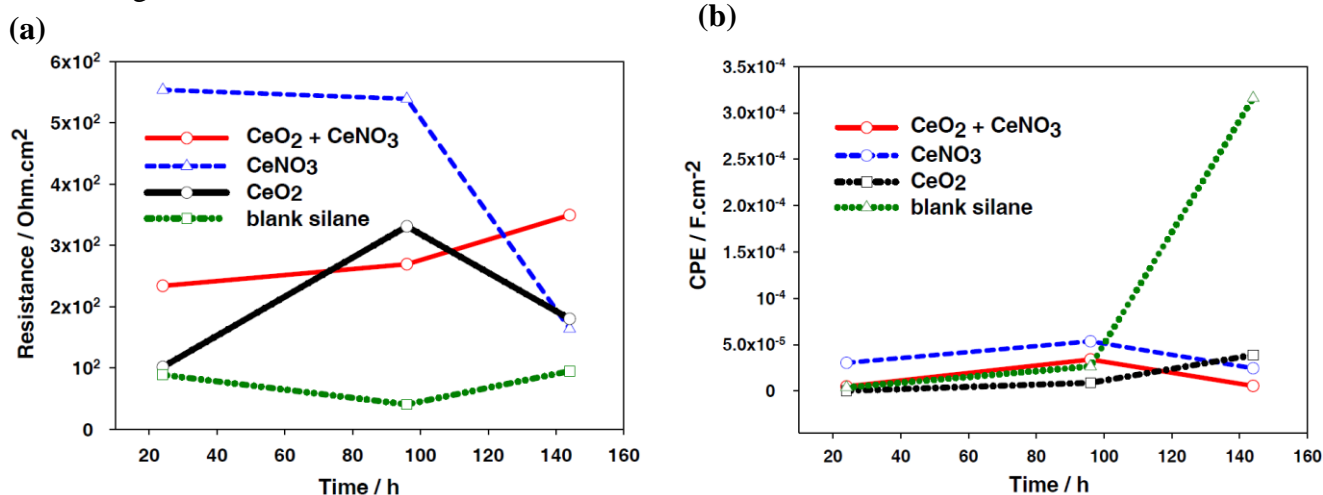 (a)
Resistance / Ohm.cm2
6x10²
5x10²
4x10²
3x10²
2x10²
10²
0
CeO2 + CeNO3
CeNO3
CeO2
blank silane
20 40 60 80 100 120 140 160
Time / h
(b)
CPE / F.cm-2
3.5x10-4
3.0x10-4
2.5x10-4
2.0x10-4
10-4
5.0x10-5
0
CeO2 + CeNO3
CeNO3
CeO2
blank silane
20 40 60 80 100 120 140 160
Time / h